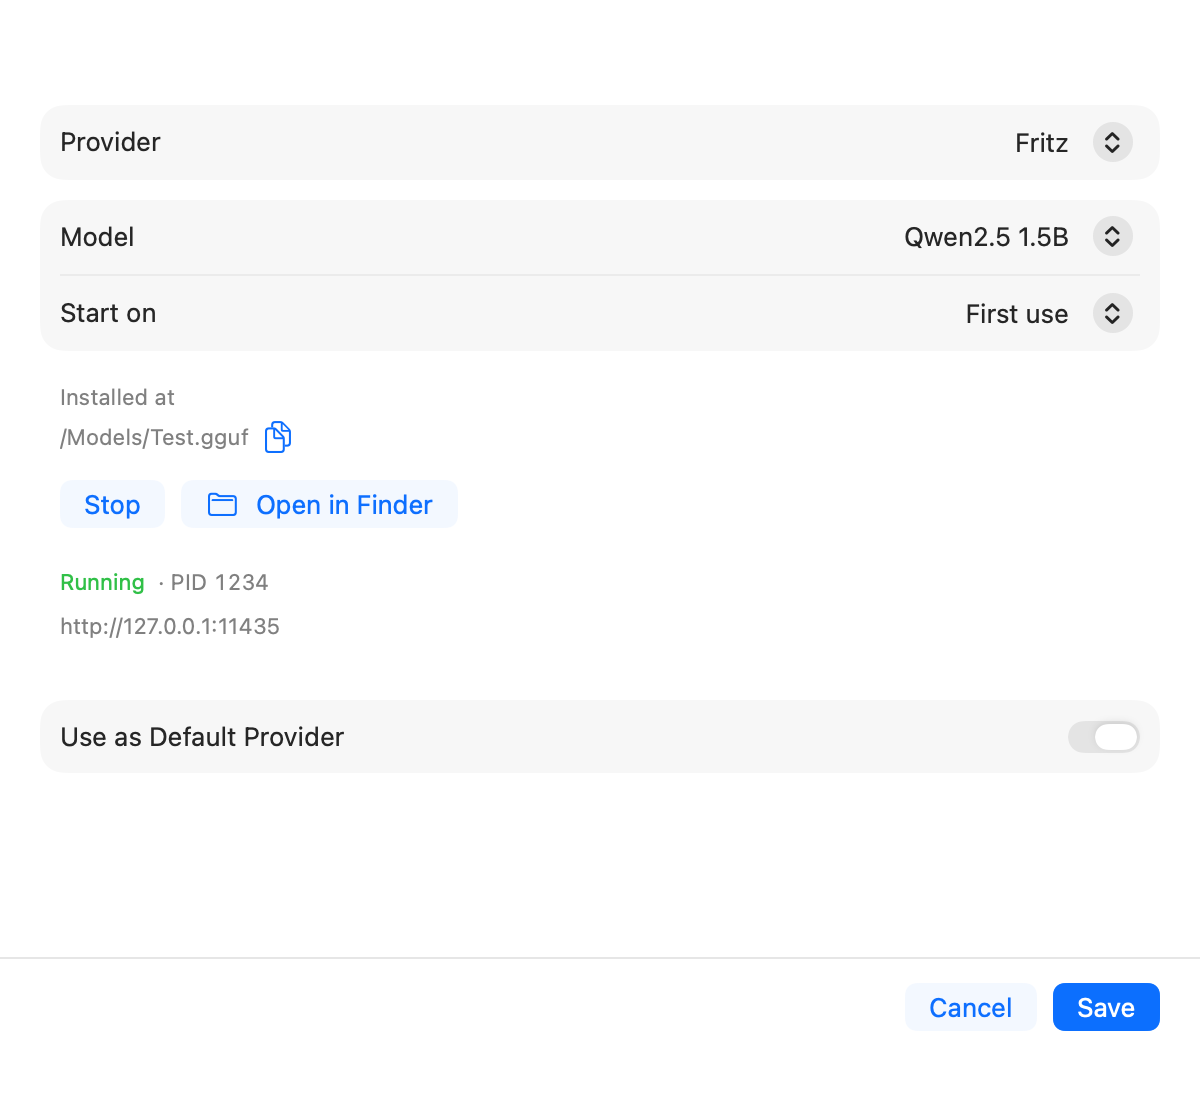 Provider Fritz
Model Qwen2.5 1.5B
Start on First use
Installed at
/Models/Test.gguf
Stop Open in Finder
Running · PID 1234
http://127.0.0.1:11435
Use as Default Provider
Cancel Save